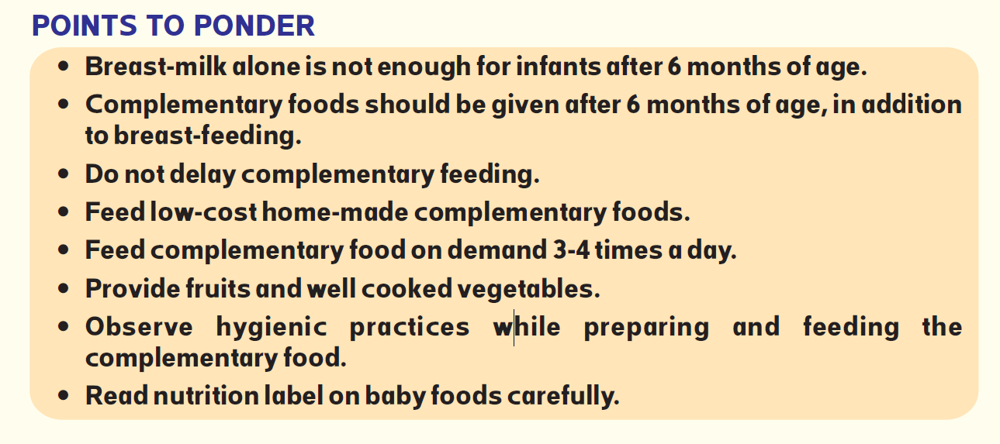 POINTS TO PONDER
• Breast-milk alone is not enough for infants after 6 months of age.
• Complementary foods should be given after 6 months of age, in addition
to breast-feeding.
• Do not delay complementary feeding.
• Feed low-cost home-made complementary foods.
• Feed complementary food on demand 3-4 times a day.
• Provide fruits and well cooked vegetables.
• Observe hygienic practices while preparing and feeding the
complementary food.
• Read nutrition label on baby foods carefully.